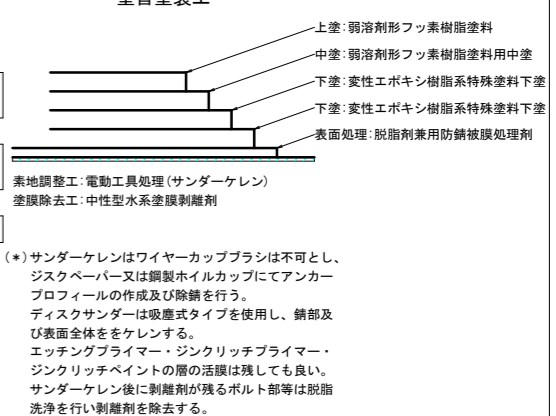 塗替塗装工
上塗:弱溶剤形フッ素樹脂塗料
中塗:弱溶剤形フッ素樹脂塗料用中塗
下塗:変性エポキシ樹脂系特殊塗料下塗
下塗:変性エポキシ樹脂系特殊塗料下塗
表面処理:脱脂剤兼用防錆被膜処理剤
素地調整工:電動工具処理(サンダーケレン)
塗膜除去工:中性型水系塗膜剥離剤
(*)サンダーケレンはワイヤーカップブラシは不可とし、
ジスクペーパー又は鋼製ホイルカップにてアンカー
プロフィールの作成及び除錆を行う。
ディスクサンダーは吸塵式タイプを使用し、錆部及
び表面全体ををケレンする。
エッチングプライマー・ジンクリッチプライマー・
ジンクリッチペイントの層の活膜は残しても良い。
サンダーケレン後に剥離剤が残るボルト部等は脱脂
洗浄を行い剥離剤を除去する。